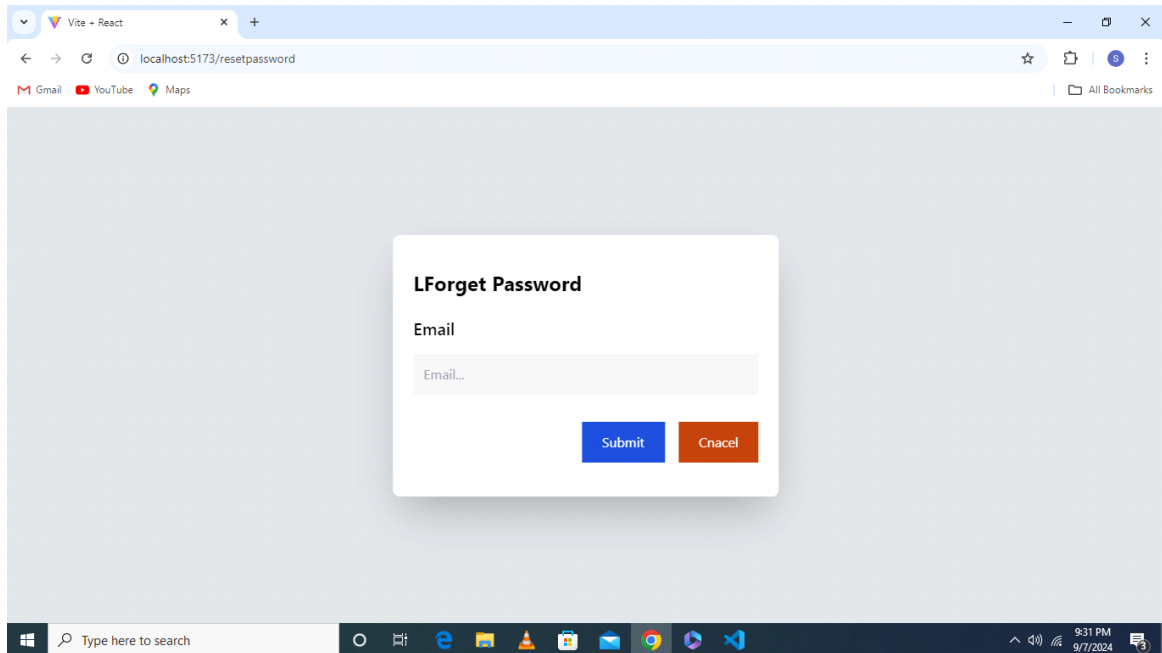 Vite + React
localhost:5173/resetpassword
S
Gmail YouTube Maps All Bookmarks
LForget Password
Email
Email...
Submit Cnacel
Type here to search
9:31 PM
9/7/2024
3